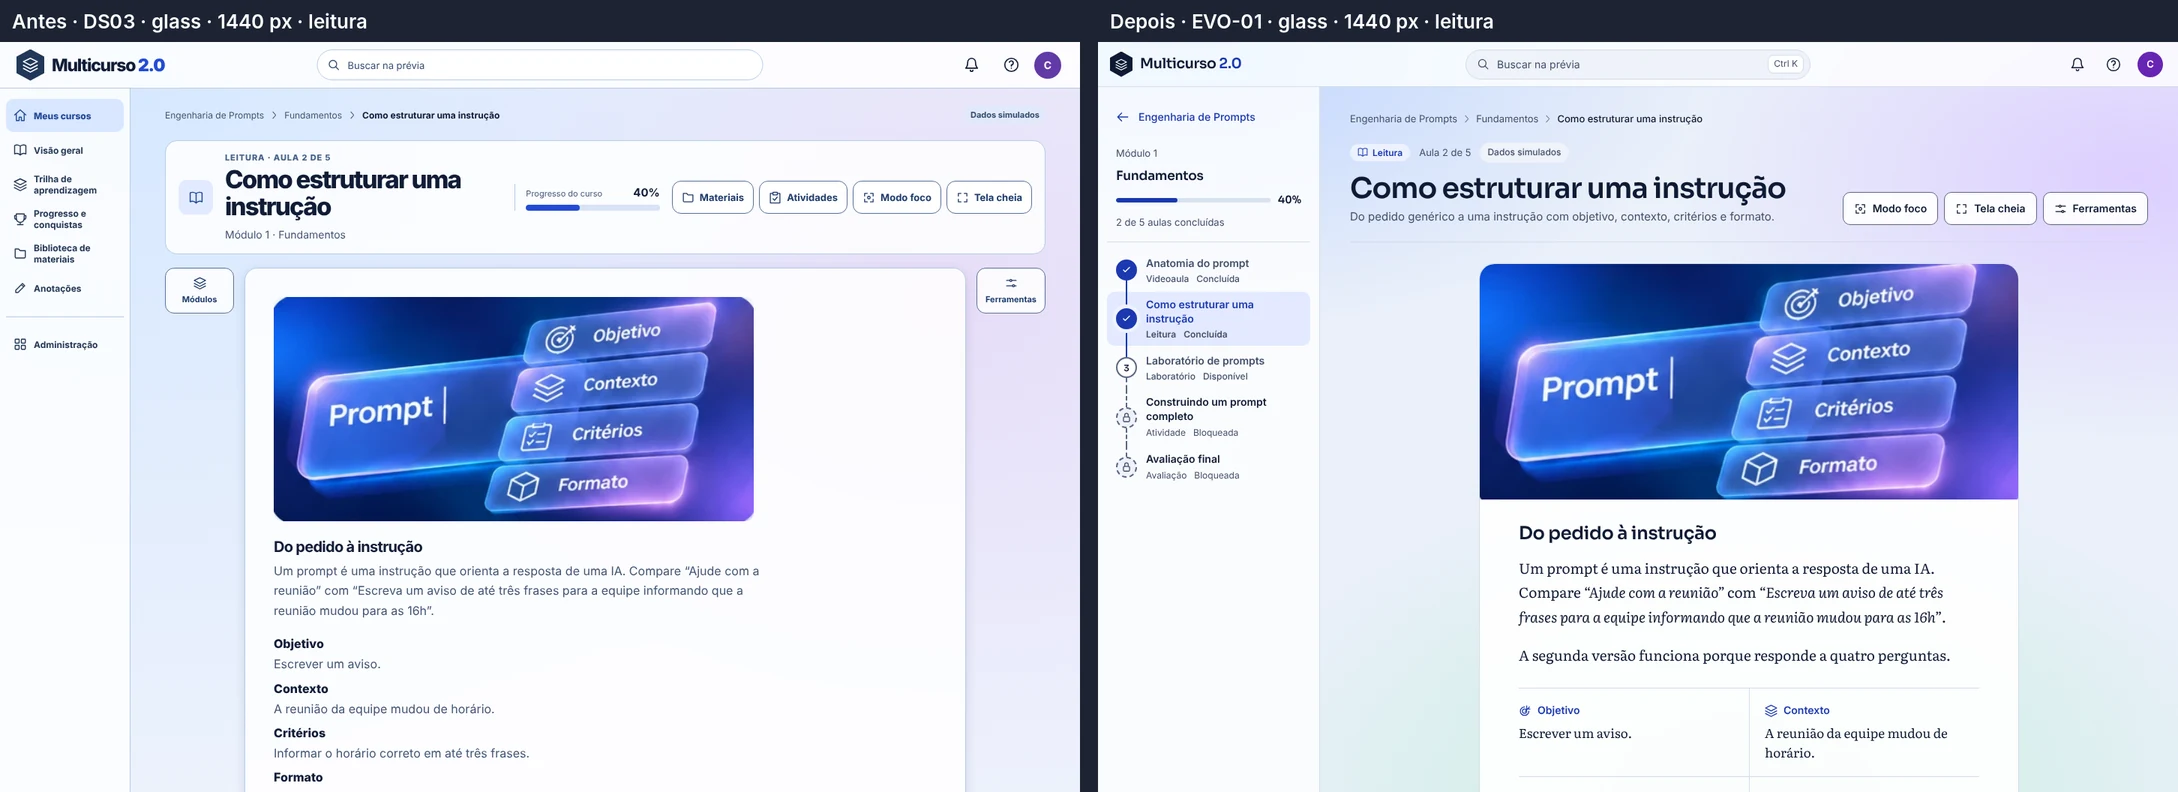 Antes · DS03 · glass · 1440 px · leitura
Multicurso 2.0
Buscar na prévia
C
Meus cursos
Visão geral
Trilha de
aprendizagem
Progresso e
conquistas
Biblioteca de
materiais
Anotações
Administração
Engenharia de Prompts > Fundamentos > Como estruturar uma instrução
Dados simulados
LEITURA · AULA 2 DE 5
Como estruturar uma
instrução
Módulo 1 · Fundamentos
Progresso do curso 40%
Materiais
Atividades
Modo foco
Tela cheia
Módulos
Ferramentas
Prompt
Objetivo
Contexto
Critérios
Formato
Do pedido à instrução
Um prompt é uma instrução que orienta a resposta de uma IA. Compare “Ajude com a
reunião” com “Escreva um aviso de até três frases para a equipe informando que a
reunião mudou para as 16h”.
Objetivo
Escrever um aviso.
Contexto
A reunião da equipe mudou de horário.
Critérios
Informar o horário correto em até três frases.
Formato
Depois · EVO-01 · glass · 1440 px · leitura
Multicurso 2.0
Buscar na prévia
Ctrl K
C
Engenharia de Prompts
Módulo 1
Fundamentos
40%
2 de 5 aulas concluídas
Anatomia do prompt
Videoaula Concluída
Como estruturar uma
instrução
Leitura Concluída
3
Laboratório de prompts
Laboratório Disponível
Construindo um prompt
completo
Atividade Bloqueada
Avaliação final
Avaliação Bloqueada
Engenharia de Prompts > Fundamentos > Como estruturar uma instrução
Leitura
Aula 2 de 5
Dados simulados
Como estruturar uma instrução
Do pedido genérico a uma instrução com objetivo, contexto, critérios e formato.
Modo foco
Tela cheia
Ferramentas
Prompt
Objetivo
Contexto
Critérios
Formato
Do pedido à instrução
Um prompt é uma instrução que orienta a resposta de uma IA.
Compare “Ajude com a reunião” com “Escreva um aviso de até três
frases para a equipe informando que a reunião mudou para as 16h”.
A segunda versão funciona porque responde a quatro perguntas.
Objetivo
Escrever um aviso.
Contexto
A reunião da equipe mudou de
horário.